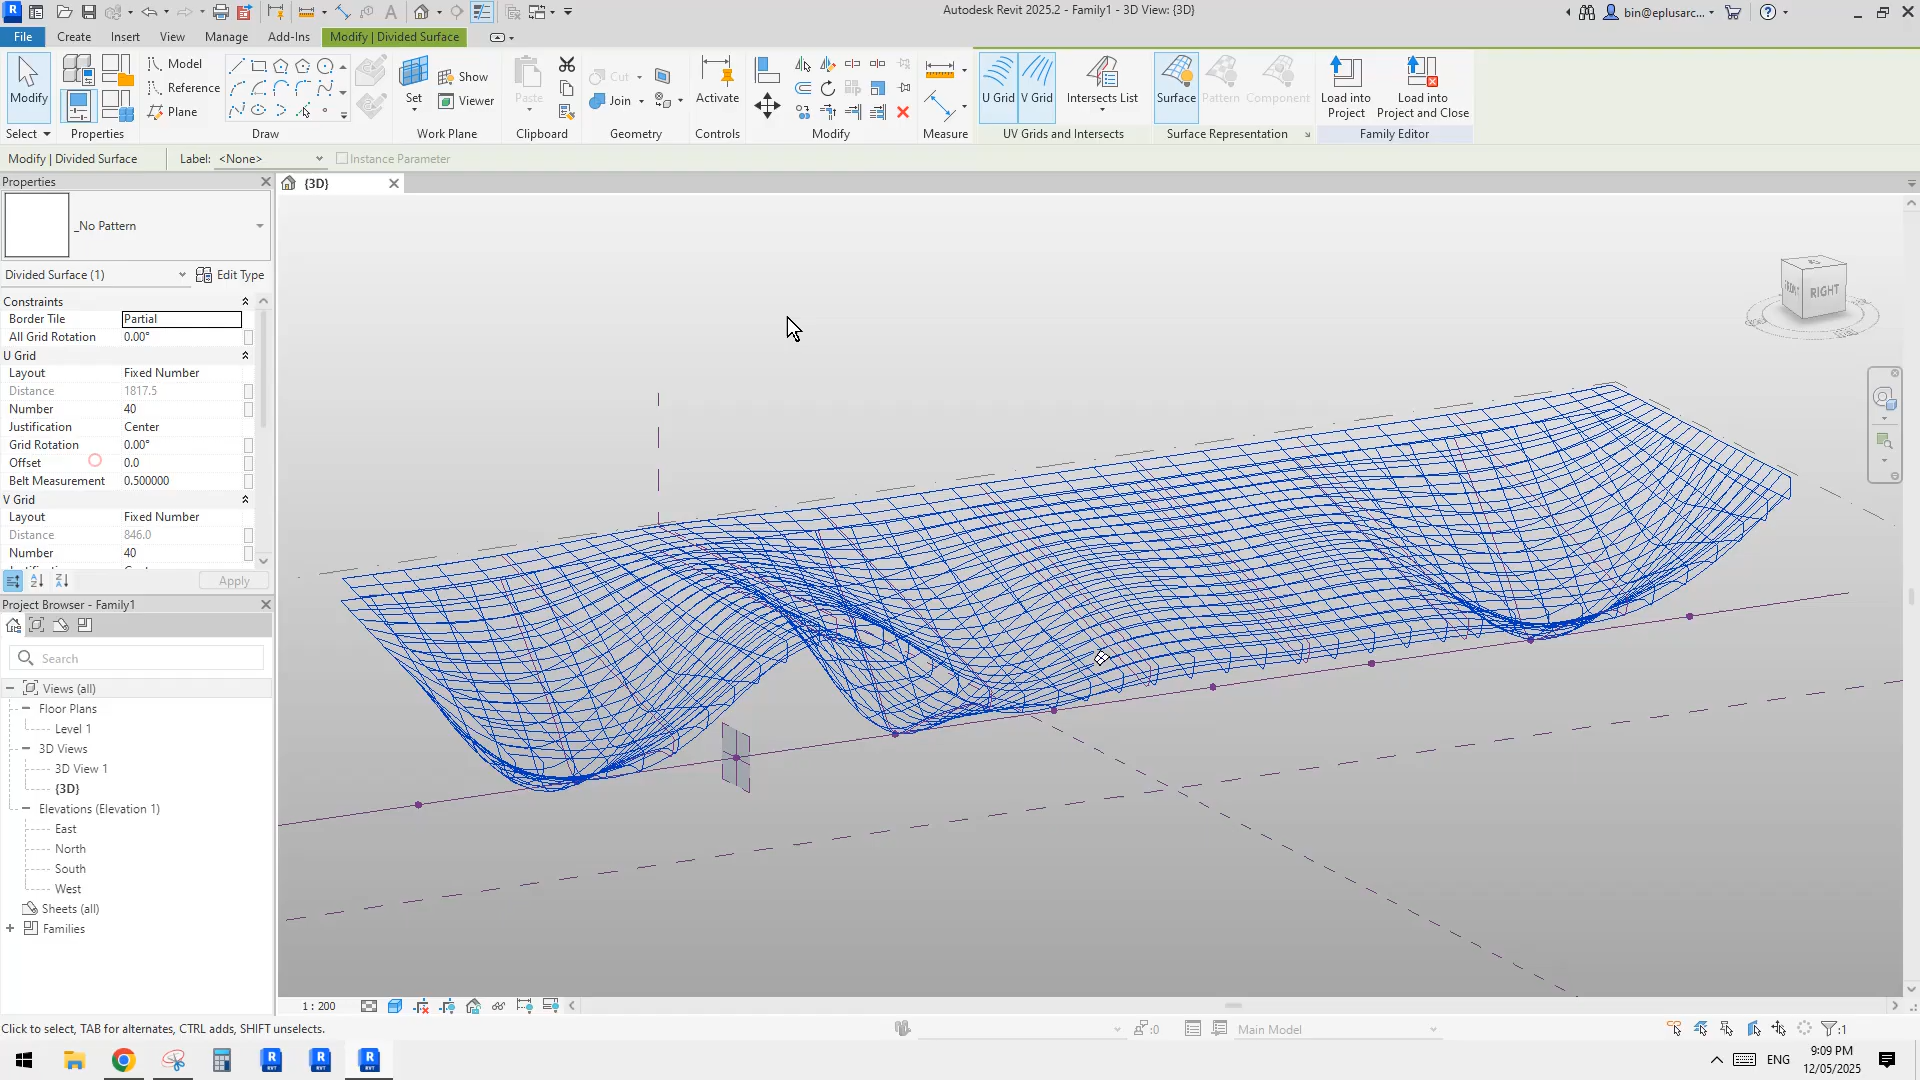 Autodesk Revit 2025.2 - Family1 - 3D View: {3D}
bin@eplusarc...
File
Create
Insert
View
Manage
Add-Ins
Modify | Divided Surface
Modify
Select
Properties
Model
Reference
Plane
Draw
Set
Show
Viewer
Work Plane
Paste
Clipboard
Cut
Join
Geometry
Activate
Controls
Modify
Measure
U Grid
V Grid
Intersects List
UV Grids and Intersects
Surface
Pattern
Component
Surface Representation
Load into
Project
Load into
Project and Close
Family Editor
Modify | Divided Surface
Label: <None>
Instance Parameter
Properties
_No Pattern
Divided Surface (1)
Edit Type
Constraints
Border Tile Partial
All Grid Rotation 0.00°
U Grid
Layout Fixed Number
Distance 1817.5
Number 40
Justification Center
Grid Rotation 0.00°
Offset 0.0
Belt Measurement 0.500000
V Grid
Layout Fixed Number
Distance 846.0
Number 40
Apply
Project Browser - Family1
Search
Views (all)
Floor Plans
Level 1
3D Views
3D View 1
{3D}
Elevations (Elevation 1)
East
North
South
West
Sheets (all)
Families
{3D}
RIGHT
1 : 200
Click to select, TAB for alternates, CTRL adds, SHIFT unselects.
:0
Main Model
:1
ENG
9:09 PM
12/05/2025